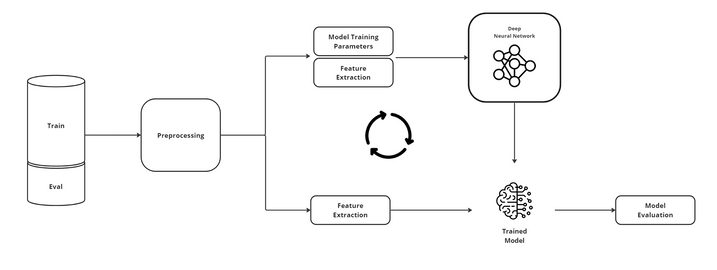 Train
Eval
Preprocessing
Model Training
Parameters
Feature
Extraction
Deep
Neural Network
Feature
Extraction
Trained
Model
Model
Evaluation